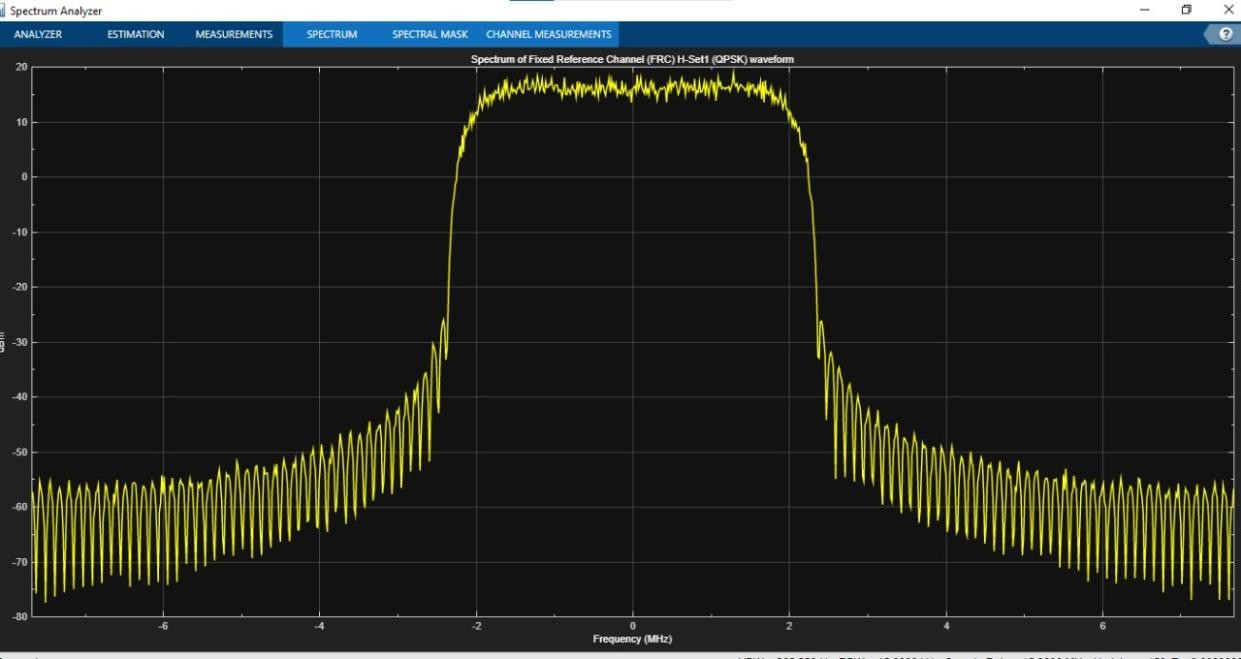 Spectrum Analyzer
ANALYZER ESTIMATION MEASUREMENTS SPECTRUM SPECTRAL MASK CHANNEL MEASUREMENTS ?
Spectrum of Fixed Reference Channel (FRC) H-Set1 (QPSK) waveform
20
10
0
-10
-20
-30
-40
-50
-60
-70
-80
-6 -4 -2 0 2 4 6
Frequency (MHz)